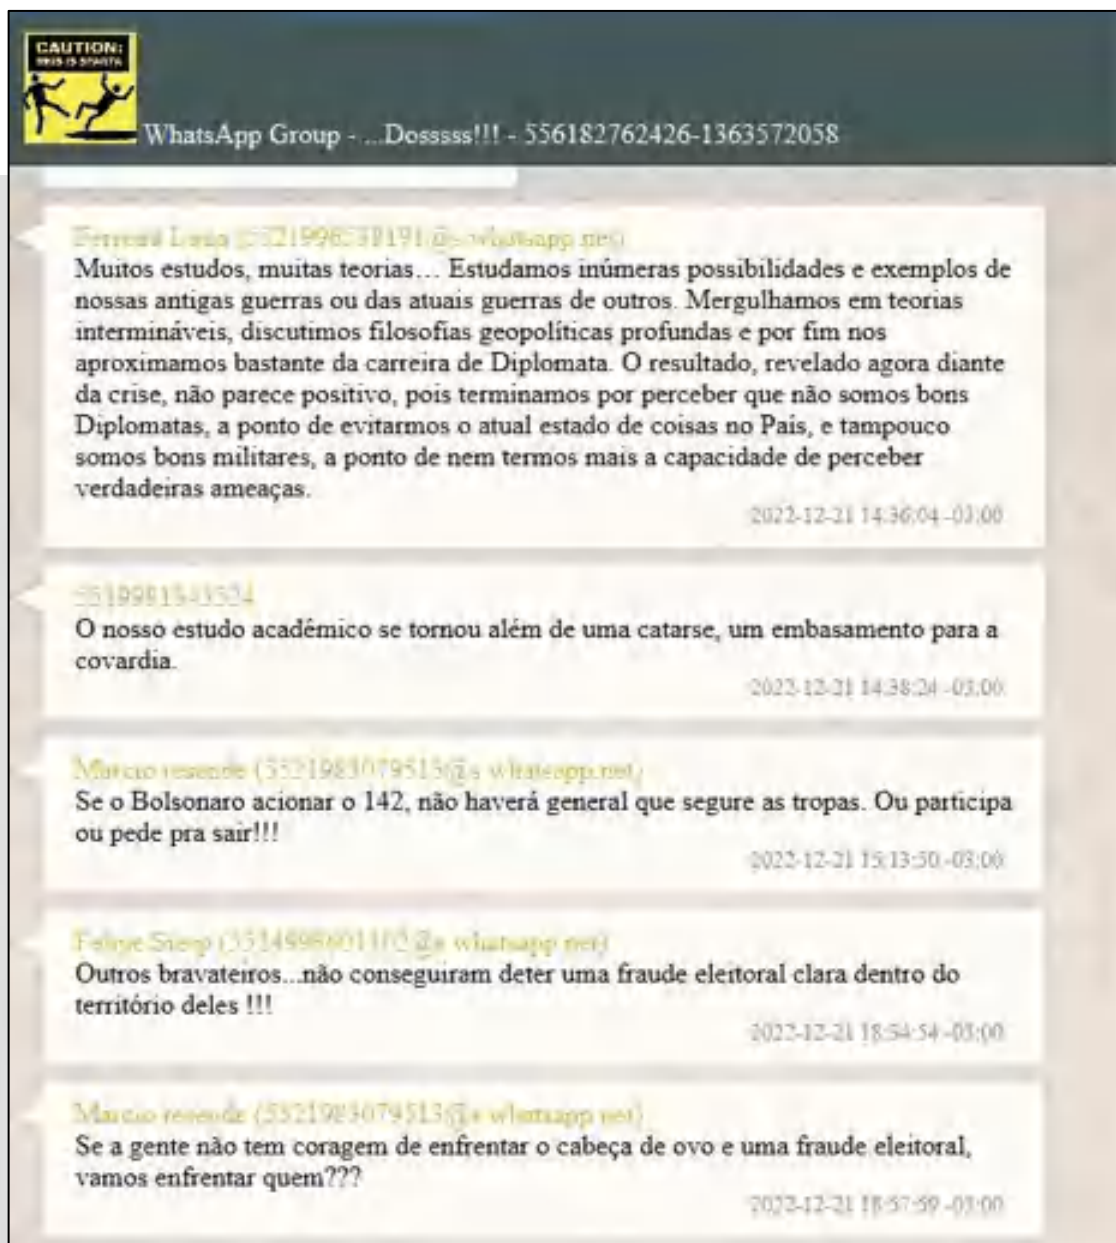 CAUTION:
THIS IS SPARTA
WhatsApp Group - ...Dosssss!!! - 556182762426-1363572058
Muitos estudos, muitas teorias… Estudamos inúmeras possibilidades e exemplos de
nossas antigas guerras ou das atuais guerras de outros. Mergulhamos em teorias
intermináveis, discutimos filosofias geopolíticas profundas e por fim nos
aproximamos bastante da carreira de Diplomata. O resultado, revelado agora diante
da crise, não parece positivo, pois terminamos por perceber que não somos bons
Diplomatas, a ponto de evitarmos o atual estado de coisas no País, e tampouco
somos bons militares, a ponto de nem termos mais a capacidade de perceber
verdadeiras ameaças.
2022-12-21 14:36:04 -03:00
O nosso estudo acadêmico se tornou além de uma catarse, um embasamento para a
covardia.
2022-12-21 14:38:24 -03:00
Marcio resende (5521983079513@s.whatsapp.net)
Se o Bolsonaro acionar o 142, não haverá general que segure as tropas. Ou participa
ou pede pra sair!!!
2022-12-21 15:13:50 -03:00
Outros bravateiros...não conseguiram deter uma fraude eleitoral clara dentro do
território deles !!!
2022-12-21 18:54:54 -03:00
Marcio resende (5521983079513@s.whatsapp.net)
Se a gente não tem coragem de enfrentar o cabeça de ovo e uma fraude eleitoral,
vamos enfrentar quem???
2022-12-21 18:57:59 -03:00